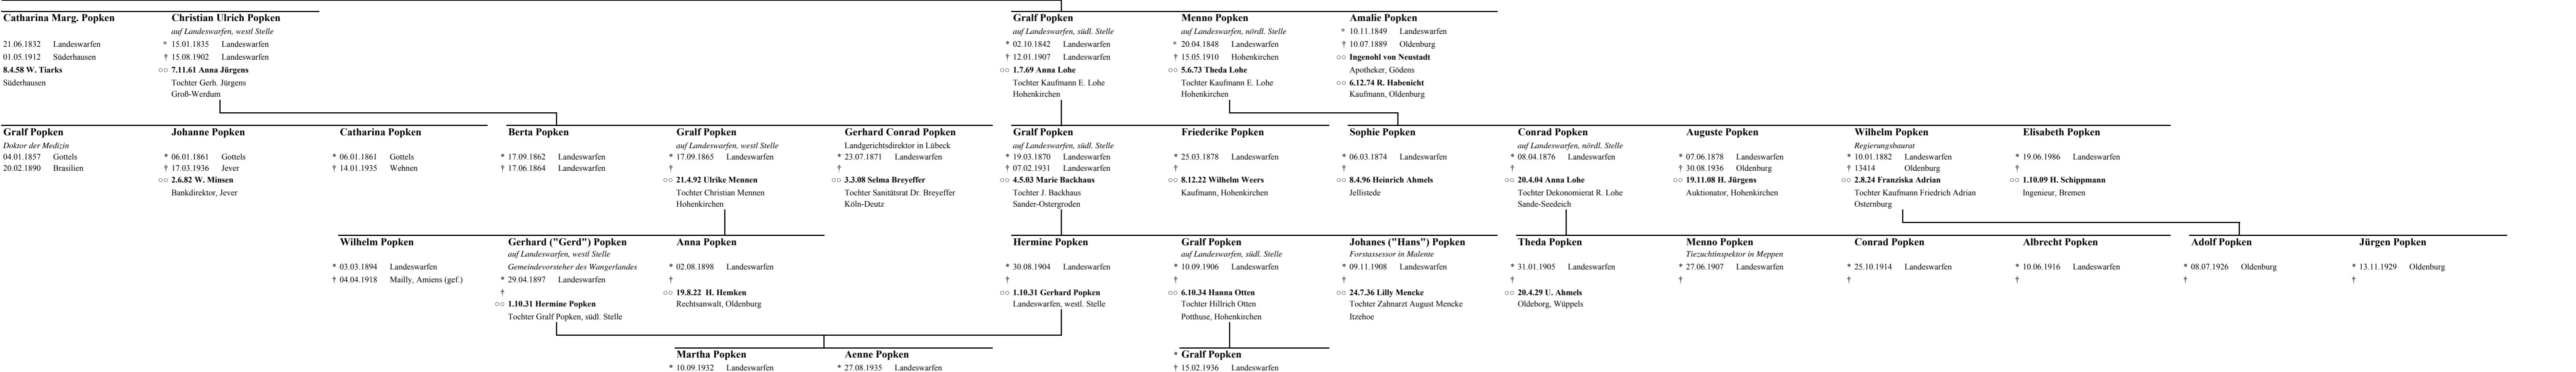 Catharina Marg. Popken
21.06.1832 Landeswarfen
01.05.1912 Süderhausen
8.4.58 W. Tiarks
Süderhausen
Christian Ulrich Popken
auf Landeswarfen, westl Stelle
* 15.01.1835 Landeswarfen
† 15.08.1902 Landeswarfen
○○ 7.11.61 Anna Jürgens
Tochter Gerh. Jürgens
Groß-Werdum
Gralf Popken
auf Landeswarfen, südl. Stelle
* 02.10.1842 Landeswarfen
† 12.01.1907 Landeswarfen
○○ 1.7.69 Anna Lohe
Tochter Kaufmann E. Lohe
Hohenkirchen
Menno Popken
auf Landeswarfen, nördl. Stelle
* 20.04.1848 Landeswarfen
† 15.05.1910 Hohenkirchen
○○ 5.6.73 Theda Lohe
Tochter Kaufmann E. Lohe
Hohenkirchen
Amalie Popken
* 10.11.1849 Landeswarfen
† 10.07.1889 Oldenburg
○○ Ingenohl von Neustadt
Apotheker, Gödens
○○ 6.12.74 R. Habenicht
Kaufmann, Oldenburg
Gralf Popken
Doktor der Medizin
04.01.1857 Gottels
20.02.1890 Brasilien
Johanne Popken
* 06.01.1861 Gottels
† 17.03.1936 Jever
○○ 2.6.82 W. Minsen
Bankdirektor, Jever
Catharina Popken
* 06.01.1861 Gottels
† 14.01.1935 Wehnen
Berta Popken
* 17.09.1862 Landeswarfen
† 17.06.1864 Landeswarfen
Gralf Popken
auf Landeswarfen, westl Stelle
* 17.09.1865 Landeswarfen
†
○○ 21.4.92 Ulrike Mennen
Tochter Christian Mennen
Hohenkirchen
Gerhard Conrad Popken
Landgerichtsdirektor in Lübeck
* 23.07.1871 Landeswarfen
†
○○ 3.3.08 Selma Breyeffer
Tochter Sanitätsrat Dr. Breyeffer
Köln-Deutz
Gralf Popken
auf Landeswarfen, südl. Stelle
* 19.03.1870 Landeswarfen
† 07.02.1931 Landeswarfen
○○ 4.5.03 Marie Backhaus
Tochter J. Backhaus
Sander-Ostergroden
Friederike Popken
* 25.03.1878 Landeswarfen
†
○○ 8.12.22 Wilhelm Weers
Kaufmann, Hohenkirchen
Sophie Popken
* 06.03.1874 Landeswarfen
†
○○ 8.4.96 Heinrich Ahmels
Jellistede
Conrad Popken
auf Landeswarfen, nördl. Stelle
* 08.04.1876 Landeswarfen
†
○○ 20.4.04 Anna Lohe
Tochter Dekonomierat R. Lohe
Sande-Seedeich
Auguste Popken
* 07.06.1878 Landeswarfen
† 30.08.1936 Oldenburg
○○ 19.11.08 H. Jürgens
Auktionator, Hohenkirchen
Wilhelm Popken
Regierungsbaurat
* 10.01.1882 Landeswarfen
† 13414 Oldenburg
○○ 2.8.24 Franziska Adrian
Tochter Kaufmann Friedrich Adrian
Osternburg
Elisabeth Popken
* 19.06.1986 Landeswarfen
†
○○ 1.10.09 H. Schippmann
Ingenieur, Bremen
Wilhelm Popken
* 03.03.1894 Landeswarfen
† 04.04.1918 Mailly, Amiens (gef.)
Gerhard ("Gerd") Popken
auf Landeswarfen, westl Stelle
Gemeindevorsteher des Wangerlandes
* 29.04.1897 Landeswarfen
†
○○ 1.10.31 Hermine Popken
Tochter Gralf Popken, südl. Stelle
Anna Popken
* 02.08.1898 Landeswarfen
†
○○ 19.8.22 H. Hemken
Rechtsanwalt, Oldenburg
Hermine Popken
* 30.08.1904 Landeswarfen
†
○○ 1.10.31 Gerhard Popken
Landeswarfen, westl. Stelle
Gralf Popken
auf Landeswarfen, südl. Stelle
* 10.09.1906 Landeswarfen
†
○○ 6.10.34 Hanna Otten
Tochter Hillrich Otten
Potthuse, Hohenkirchen
Johanes ("Hans") Popken
Forstassessor in Malente
* 09.11.1908 Landeswarfen
†
○○ 24.7.36 Lilly Mencke
Tochter Zahnarzt August Mencke
Itzehoe
Theda Popken
* 31.01.1905 Landeswarfen
†
○○ 20.4.29 U. Ahmels
Oldeborg, Wüppels
Menno Popken
Tiezuchtinspektor in Meppen
* 27.06.1907 Landeswarfen
†
Conrad Popken
* 25.10.1914 Landeswarfen
†
Albrecht Popken
* 10.06.1916 Landeswarfen
†
Adolf Popken
* 08.07.1926 Oldenburg
†
Jürgen Popken
* 13.11.1929 Oldenburg
†
Martha Popken
* 10.09.1932 Landeswarfen
Aenne Popken
* 27.08.1935 Landeswarfen
* Gralf Popken
† 15.02.1936 Landeswarfen